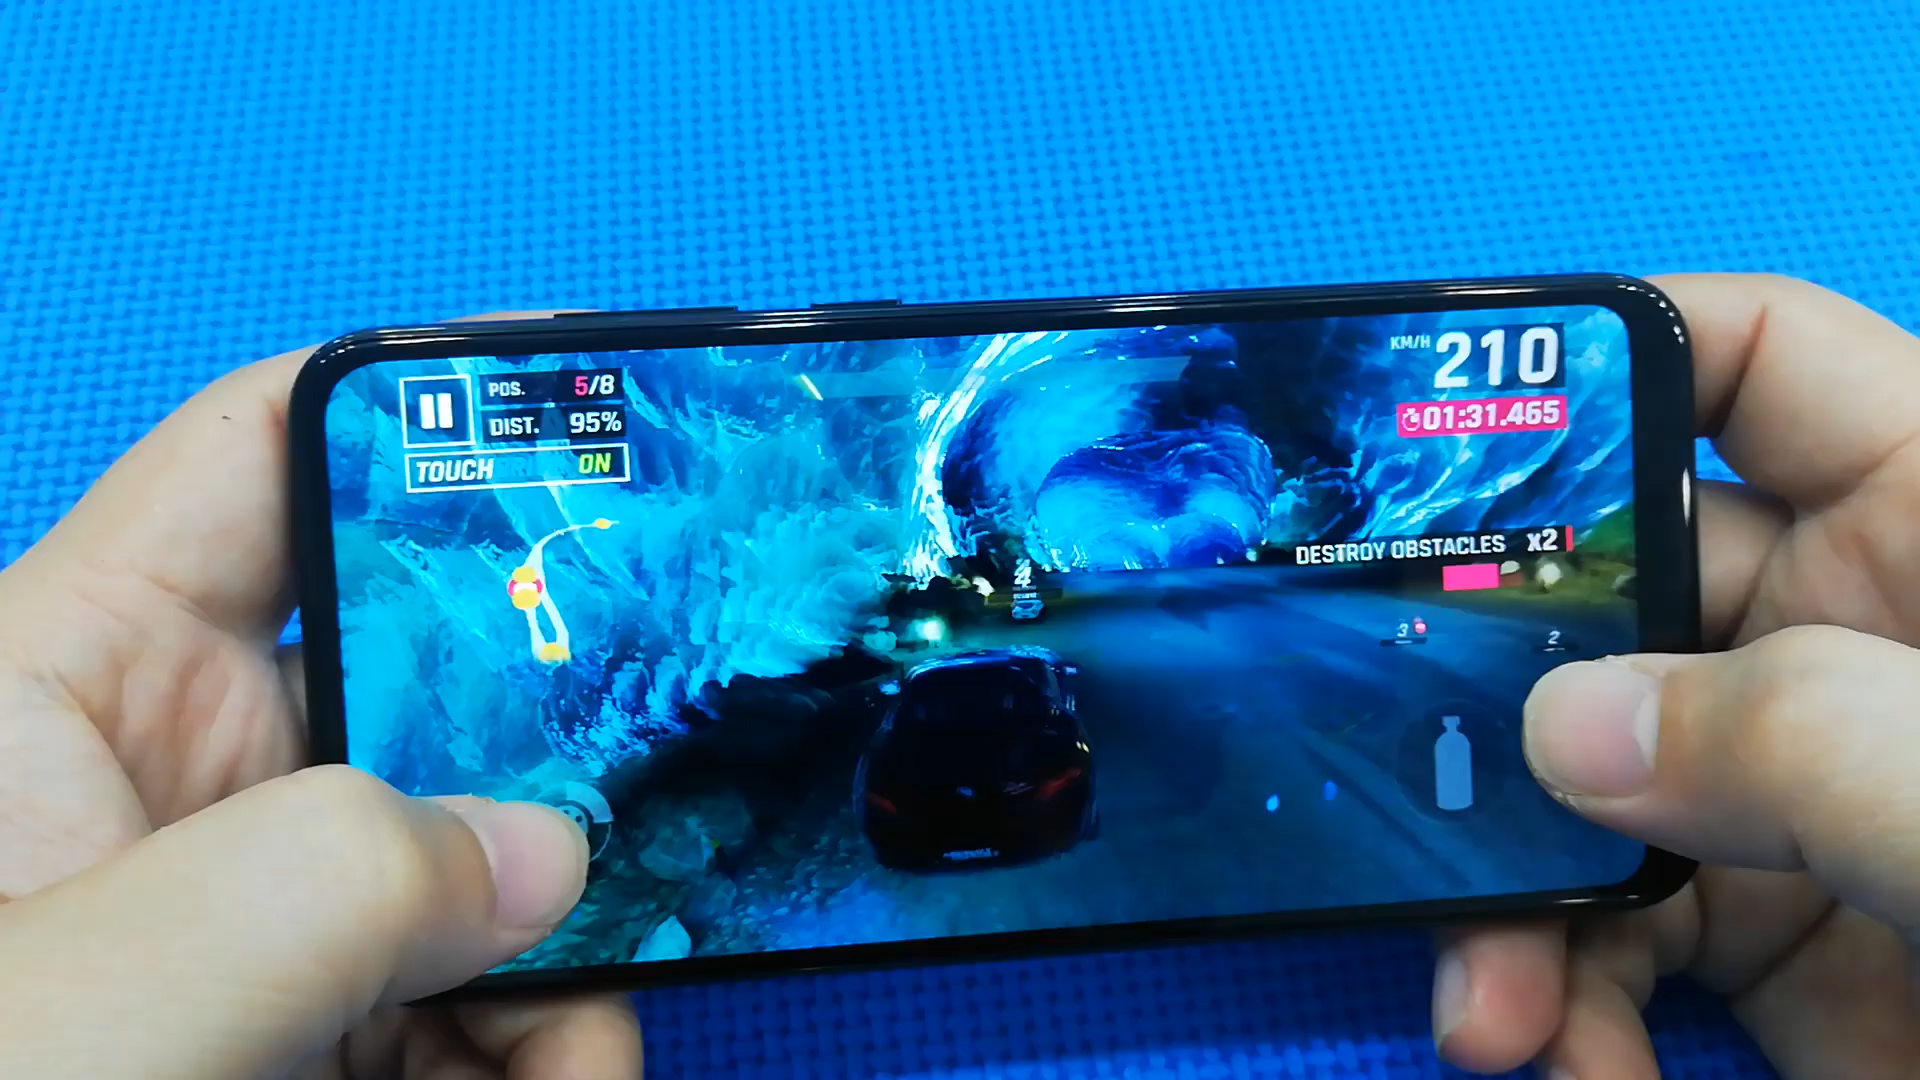 POS. 5/8
DIST. 95%
TOUCH ON
KM/H 210
01:31.465
DESTROY OBSTACLES x2
4
3
2